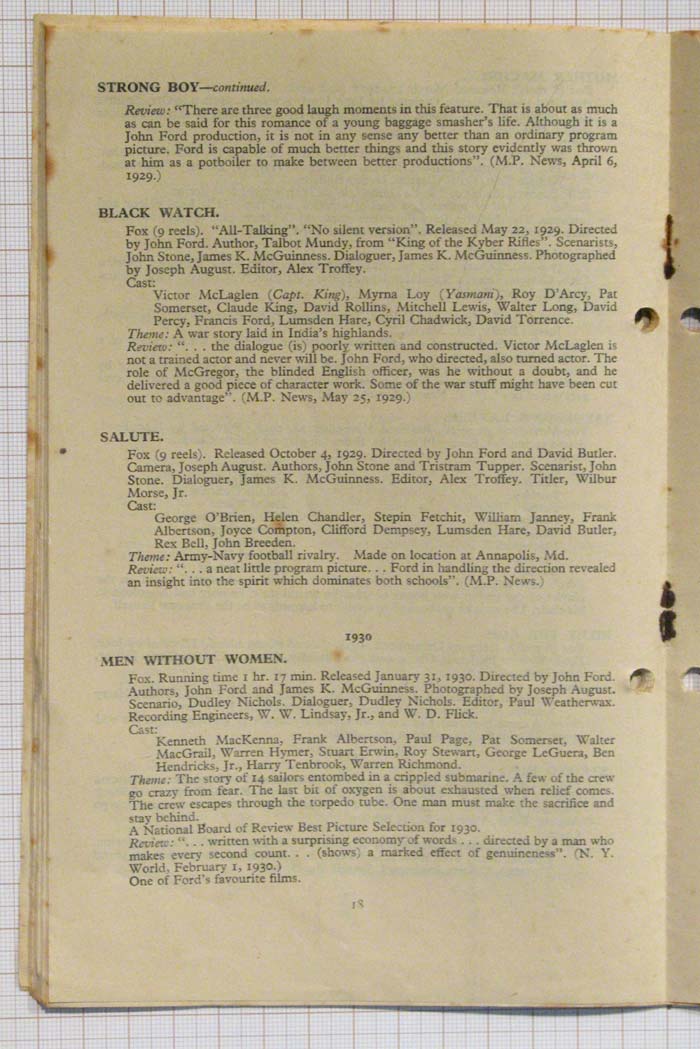 STRONG BOY—continued.
Review: “There are three good laugh moments in this feature. That is about as much
as can be said for this romance of a young baggage smasher's life. Although it is a
John Ford production, it is not in any sense any better than an ordinary program
picture. Ford is capable of much better things and this story evidently was thrown
at him as a potboiler to make between better productions”. (M.P. News, April 6,
1929.)
BLACK WATCH.
Fox (9 reels). “All-Talking”. “No silent version”. Released May 22, 1929. Directed
by John Ford. Author, Talbot Mundy, from “King of the Kyber Rifles”. Scenarists,
John Stone, James K. McGuinness. Dialoguer, James K. McGuinness. Photographed
by Joseph August. Editor, Alex Troffey.
Cast:
Victor McLaglen (Capt. King), Myrna Loy (Yasmani), Roy D'Arcy, Pat
Somerset, Claude King, David Rollins, Mitchell Lewis, Walter Long, David
Percy, Francis Ford, Lumsden Hare, Cyril Chadwick, David Torrence.
Theme: A war story laid in India's highlands.
Review: “. . . the dialogue (is) poorly written and constructed. Victor McLaglen is
not a trained actor and never will be. John Ford, who directed, also turned actor. The
role of McGregor, the blinded English officer, was he without a doubt, and he
delivered a good piece of character work. Some of the war stuff might have been cut
out to advantage”. (M.P. News, May 25, 1929.)
SALUTE.
Fox (9 reels). Released October 4, 1929. Directed by John Ford and David Butler.
Camera, Joseph August. Authors, John Stone and Tristram Tupper. Scenarist, John
Stone. Dialoguer, James K. McGuinness. Editor, Alex Troffey. Titler, Wilbur
Morse, Jr.
Cast:
George O'Brien, Helen Chandler, Stepin Fetchit, William Janney, Frank
Albertson, Joyce Compton, Clifford Dempsey, Lumsden Hare, David Butler,
Rex Bell, John Breeden.
Theme: Army-Navy football rivalry. Made on location at Annapolis, Md.
Review: “. . . a neat little program picture. . . Ford in handling the direction revealed
an insight into the spirit which dominates both schools”. (M.P. News.)
1930
MEN WITHOUT WOMEN.
Fox. Running time 1 hr. 17 min. Released January 31, 1930. Directed by John Ford.
Authors, John Ford and James K. McGuinness. Photographed by Joseph August.
Scenario, Dudley Nichols. Dialoguer, Dudley Nichols. Editor, Paul Weatherwax.
Recording Engineers, W. W. Lindsay, Jr., and W. D. Flick.
Cast:
Kenneth MacKenna, Frank Albertson, Paul Page, Pat Somerset, Walter
MacGrail, Warren Hymer, Stuart Erwin, Roy Stewart, George LeGuera, Ben
Hendricks, Jr., Harry Tenbrook, Warren Richmond.
Theme: The story of 14 sailors entombed in a crippled submarine. A few of the crew
go crazy from fear. The last bit of oxygen is about exhausted when relief comes.
The crew escapes through the torpedo tube. One man must make the sacrifice and
stay behind.
A National Board of Review Best Picture Selection for 1930.
Review: “. . . written with a surprising economy of words . . . directed by a man who
makes every second count. . . (shows) a marked effect of genuineness”. (N. Y.
World, February 1, 1930.)
One of Ford's favourite films.
18